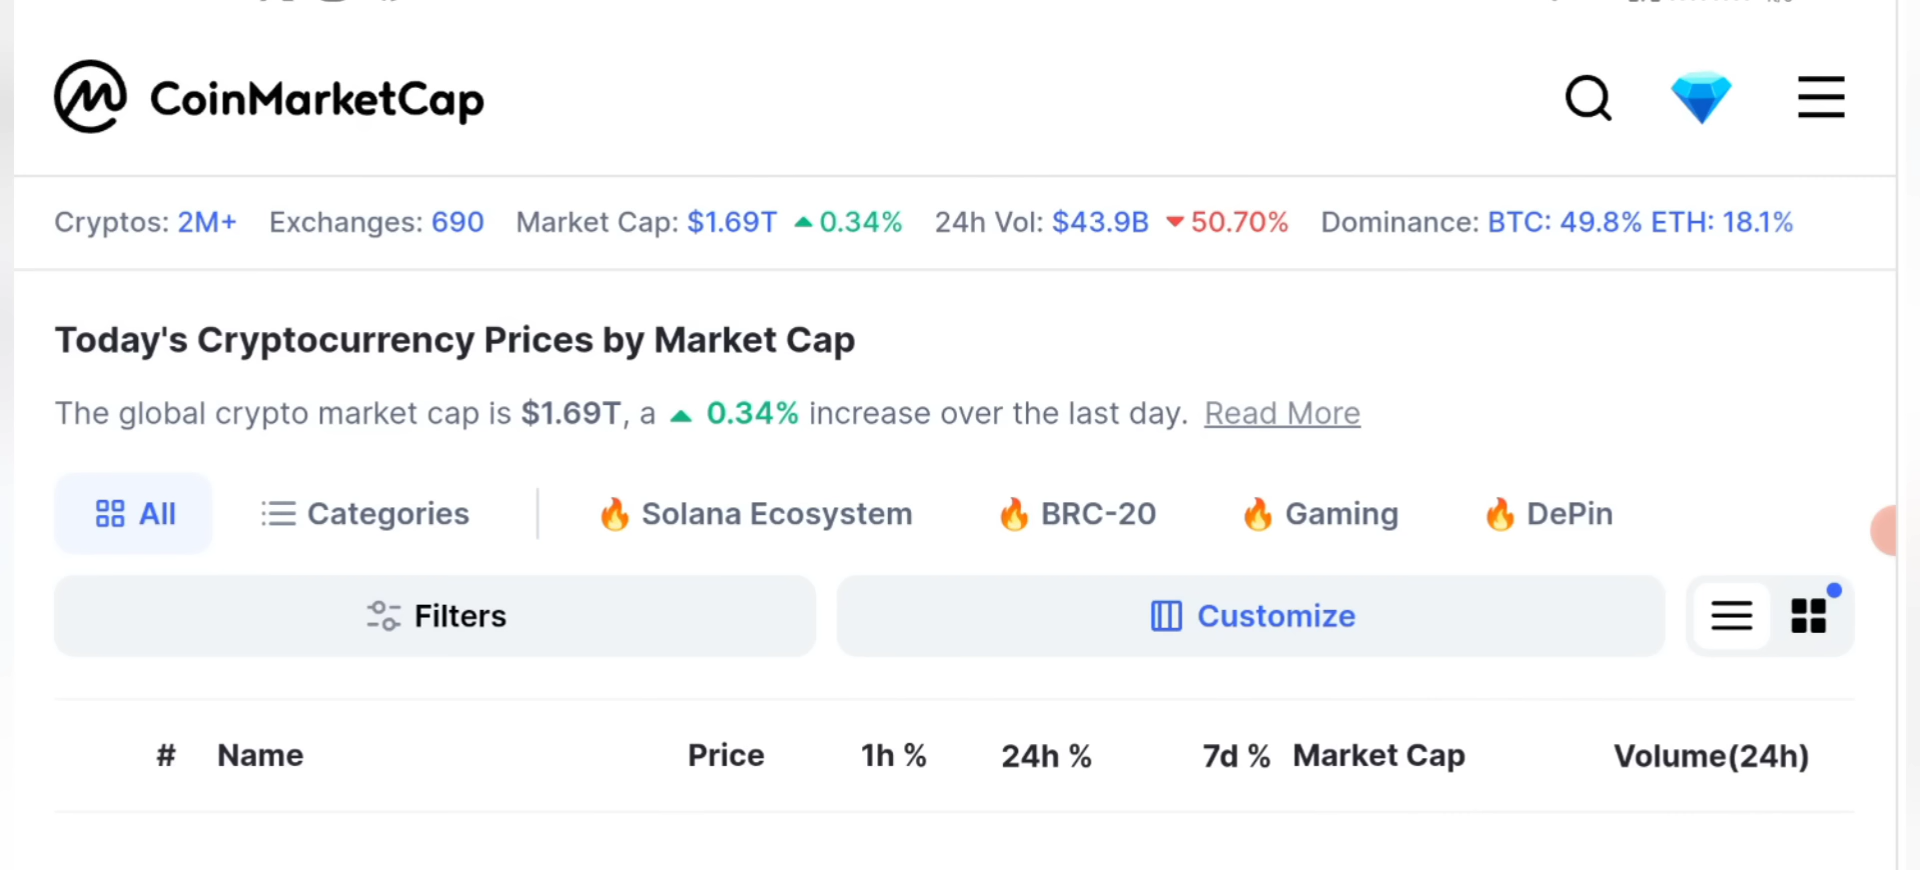 CoinMarketCap
Cryptos: 2M+ Exchanges: 690 Market Cap: $1.69T 0.34% 24h Vol: $43.9B 50.70% Dominance: BTC: 49.8% ETH: 18.1%
Today's Cryptocurrency Prices by Market Cap
The global crypto market cap is $1.69T, a 0.34% increase over the last day. Read More
All Categories Solana Ecosystem BRC-20 Gaming DePin
Filters Customize
# Name Price 1h % 24h % 7d % Market Cap Volume(24h)